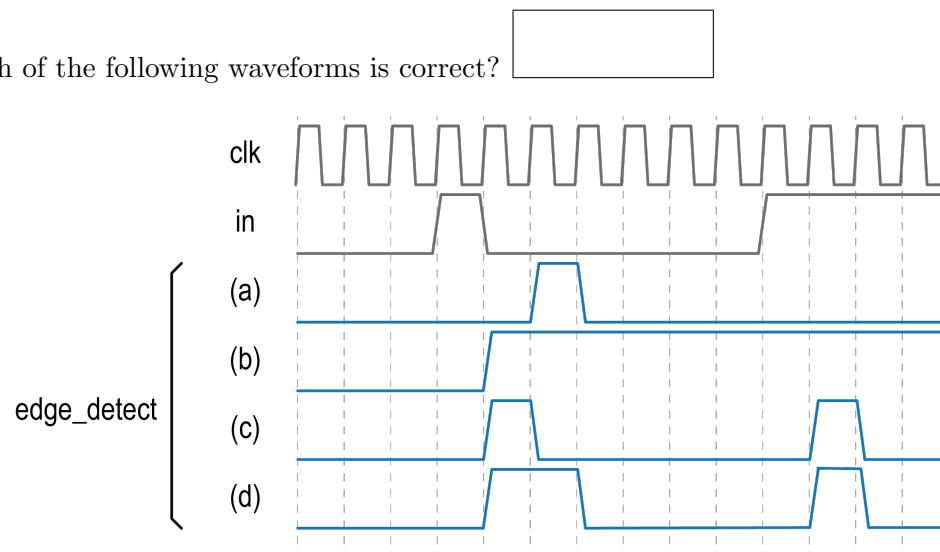 of the following waveforms is correct?
clk
in
(a)
(b)
edge_detect
(c)
(d)